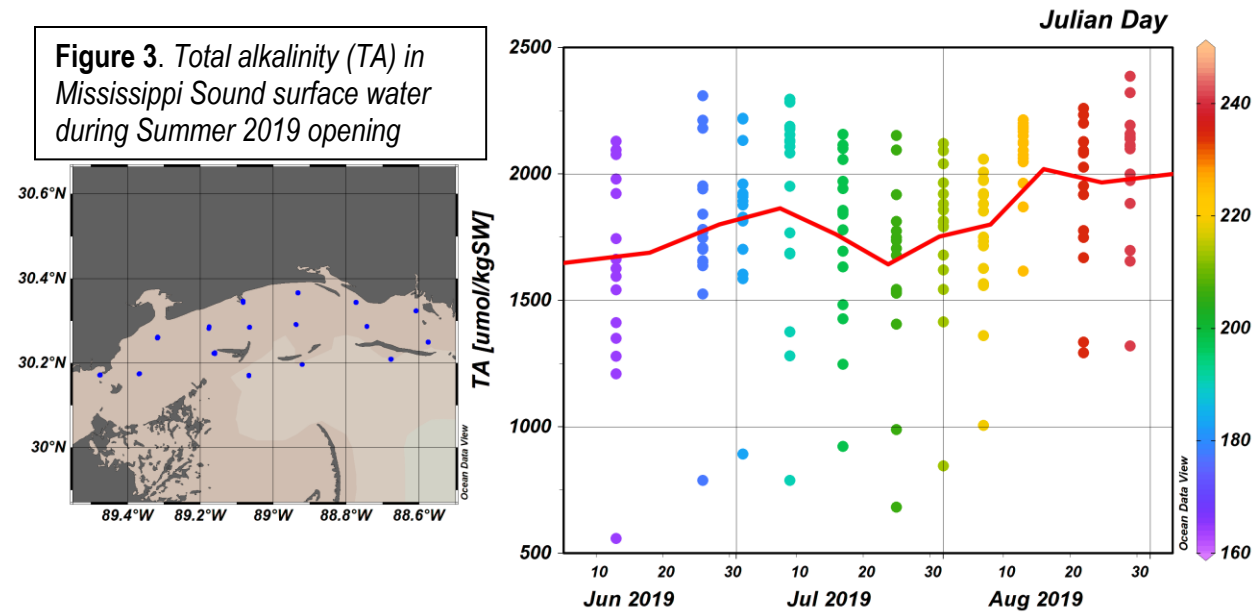 Figure 3. Total alkalinity (TA) in
Mississippi Sound surface water
during Summer 2019 opening
30.6°N
30.4°N
30.2°N
30°N
89.4°W 89.2°W 89°W 88.8°W 88.6°W
Ocean Data View
Julian Day
TA [umol/kgSW]
2500
2000
1500
1000
500
10 20 30 10 20 30 10 20 30
Jun 2019 Jul 2019 Aug 2019
Ocean Data View
240
220
200
180
160